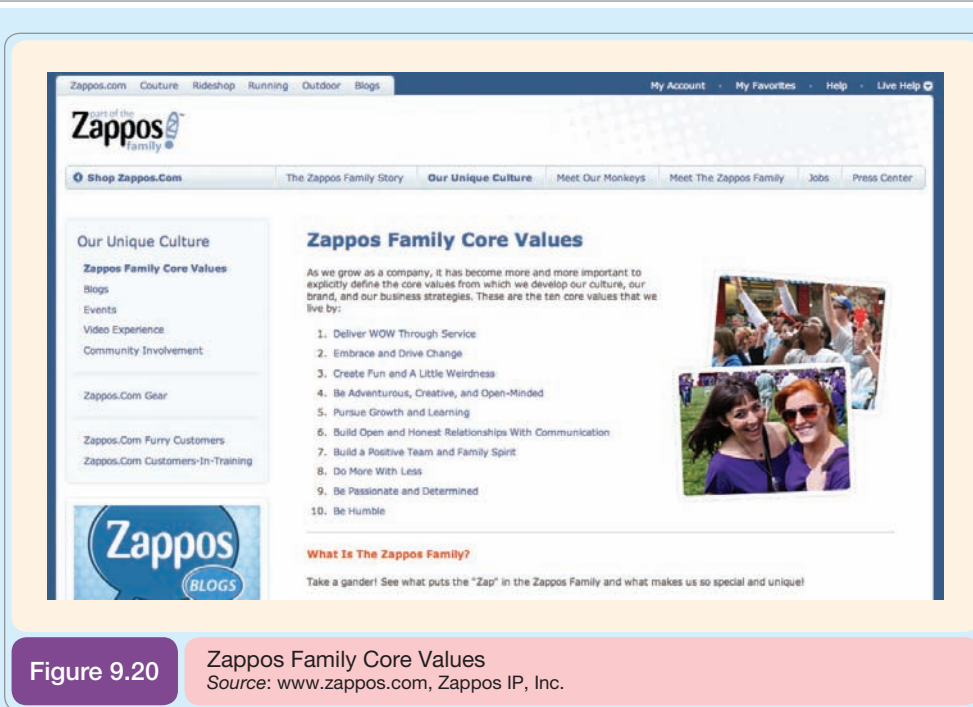 Zappos.com Couture Rideshop Running Outdoor Blogs
My Account · My Favorites · Help · Live Help
part of the
Zappos
family
Shop Zappos.Com
The Zappos Family Story Our Unique Culture Meet Our Monkeys Meet The Zappos Family Jobs Press Center
Our Unique Culture
Zappos Family Core Values
Blogs
Events
Video Experience
Community Involvement
Zappos.Com Gear
Zappos.Com Furry Customers
Zappos.Com Customers-In-Training
Zappos
BLOGS
Zappos Family Core Values
As we grow as a company, it has become more and more important to
explicitly define the core values from which we develop our culture, our
brand, and our business strategies. These are the ten core values that we
live by:
1. Deliver WOW Through Service
2. Embrace and Drive Change
3. Create Fun and A Little Weirdness
4. Be Adventurous, Creative, and Open-Minded
5. Pursue Growth and Learning
6. Build Open and Honest Relationships With Communication
7. Build a Positive Team and Family Spirit
8. Do More With Less
9. Be Passionate and Determined
10. Be Humble
What Is The Zappos Family?
Take a gander! See what puts the "Zap" in the Zappos Family and what makes us so special and unique!
Figure 9.20
Zappos Family Core Values
Source: www.zappos.com, Zappos IP, Inc.